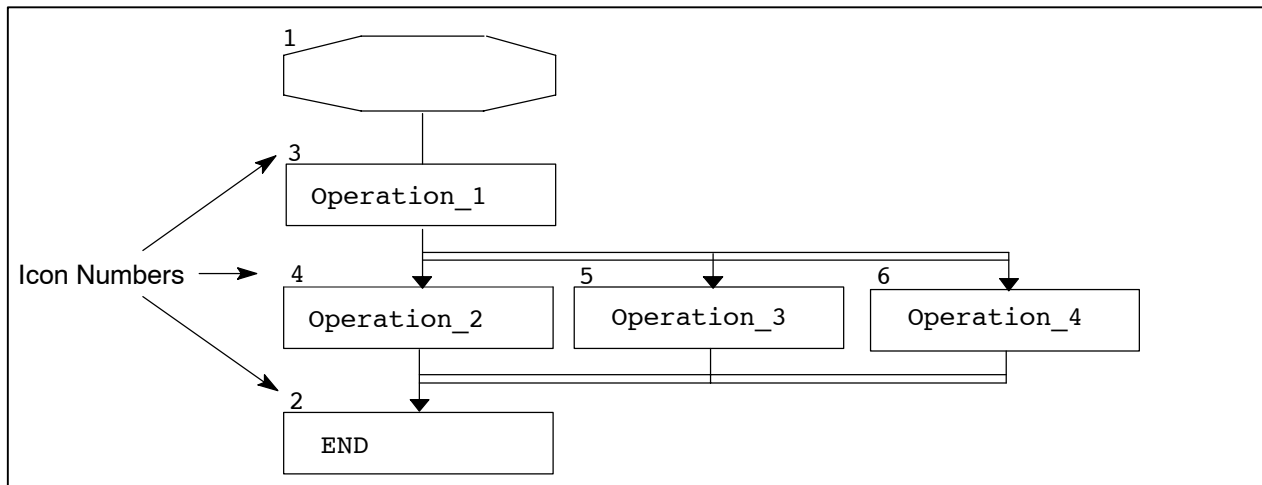 1
3
Operation_1
Icon Numbers
4
5
6
Operation_2
Operation_3
Operation_4
2
END